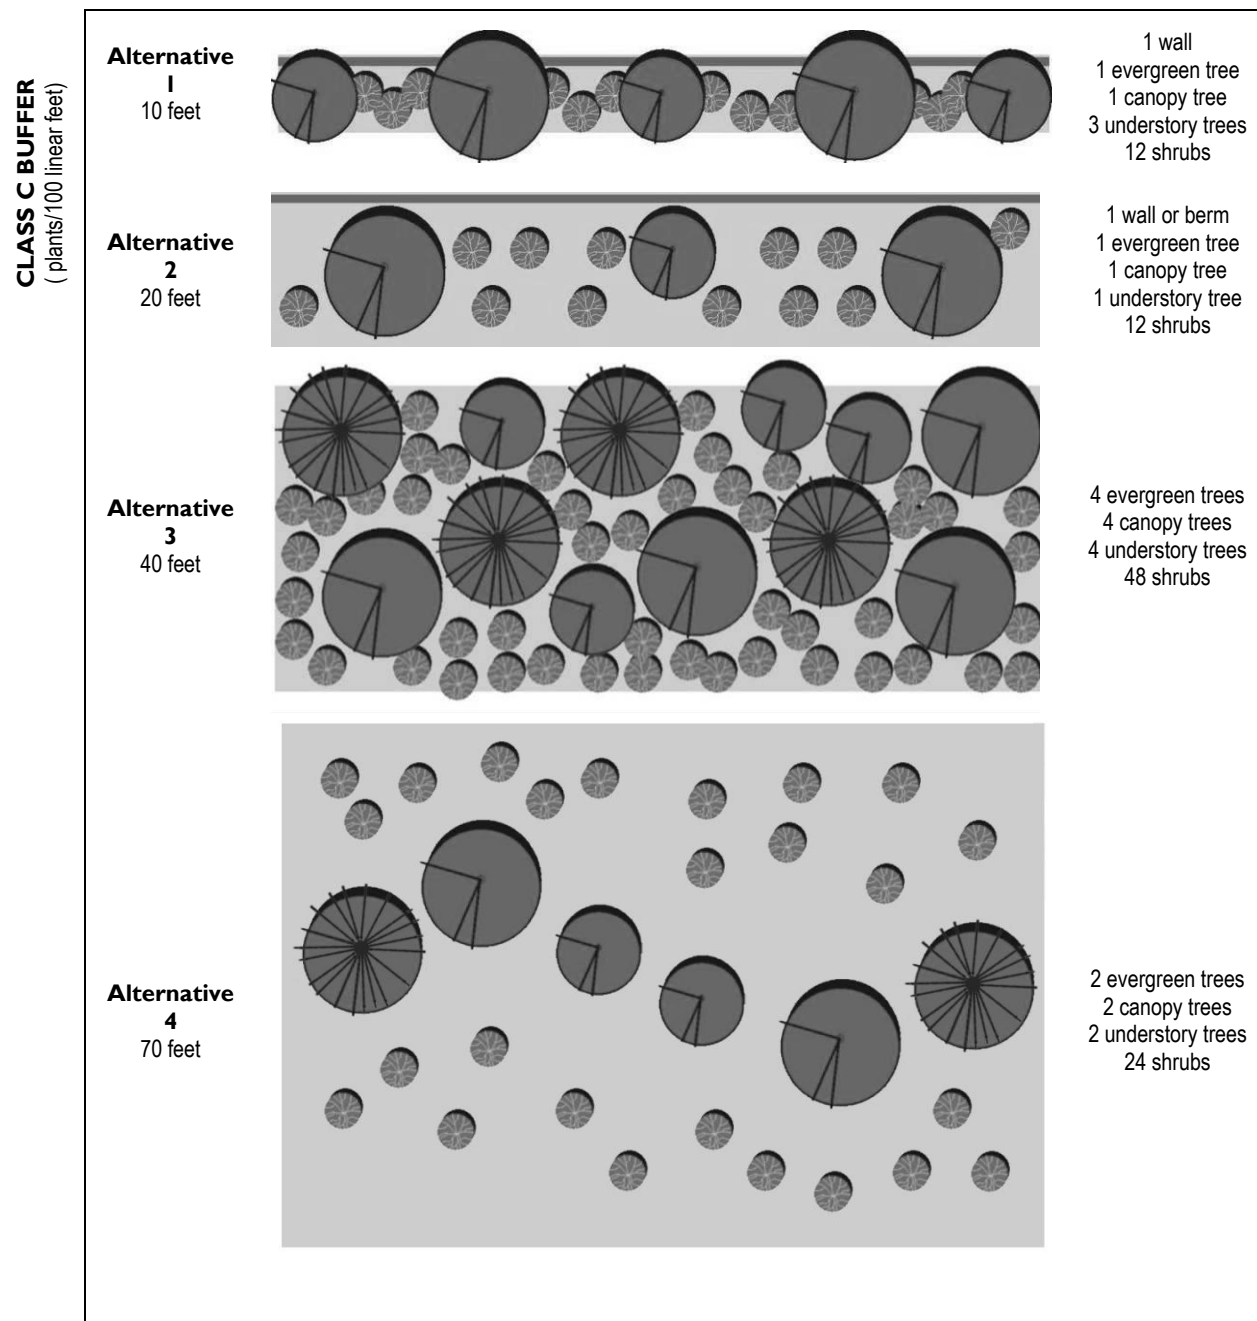 CLASS C BUFFER
( plants/100 linear feet)
Alternative
1
10 feet
1 wall
1 evergreen tree
1 canopy tree
3 understory trees
12 shrubs
Alternative
2
20 feet
1 wall or berm
1 evergreen tree
1 canopy tree
1 understory tree
12 shrubs
Alternative
3
40 feet
4 evergreen trees
4 canopy trees
4 understory trees
48 shrubs
Alternative
4
70 feet
2 evergreen trees
2 canopy trees
2 understory trees
24 shrubs